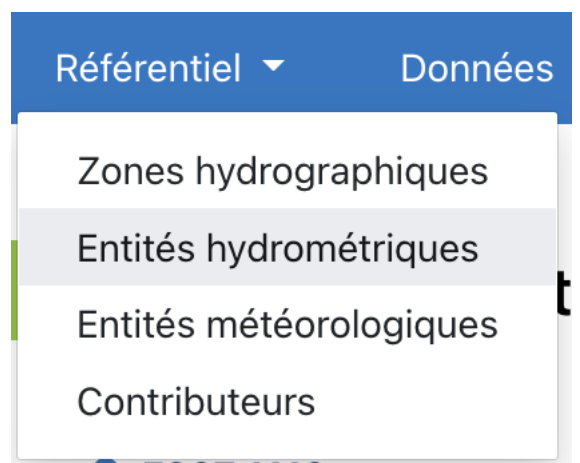 Référentiel Données
Zones hydrographiques
Entités hydrométriques
Entités météorologiques
Contributeurs